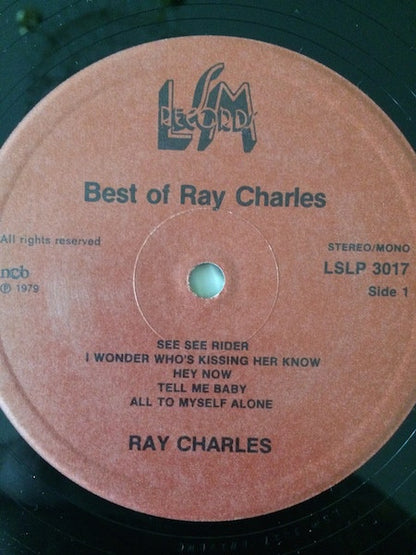 LSM
RECORDS
Best of Ray Charles
All rights reserved
STEREO/MONO
ncb
LSLP 3017
℗ 1979
Side 1
SEE SEE RIDER
I WONDER WHO'S KISSING HER KNOW
HEY NOW
TELL ME BABY
ALL TO MYSELF ALONE
RAY CHARLES